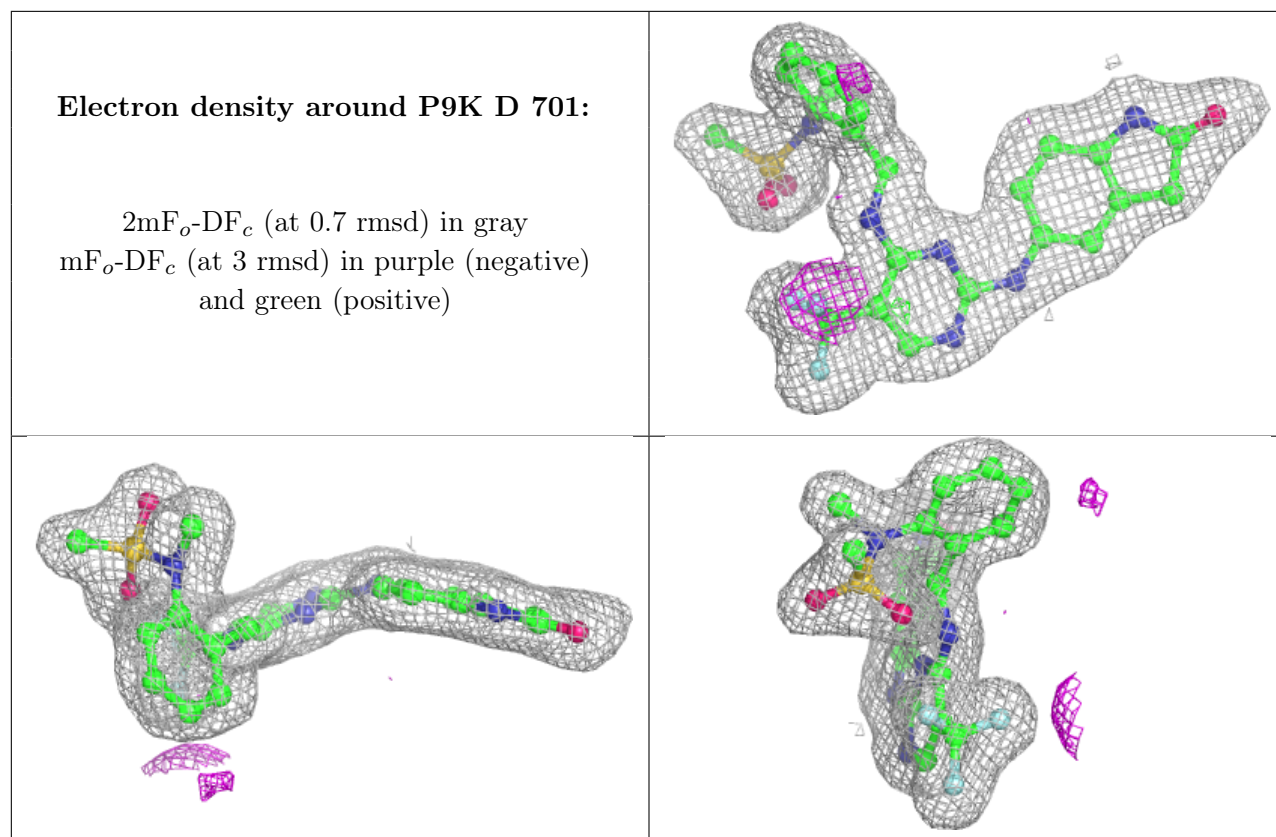 Electron density around P9K D 701:
2mFₒ-DF𝒸 (at 0.7 rmsd) in gray
mFₒ-DF𝒸 (at 3 rmsd) in purple (negative)
and green (positive)